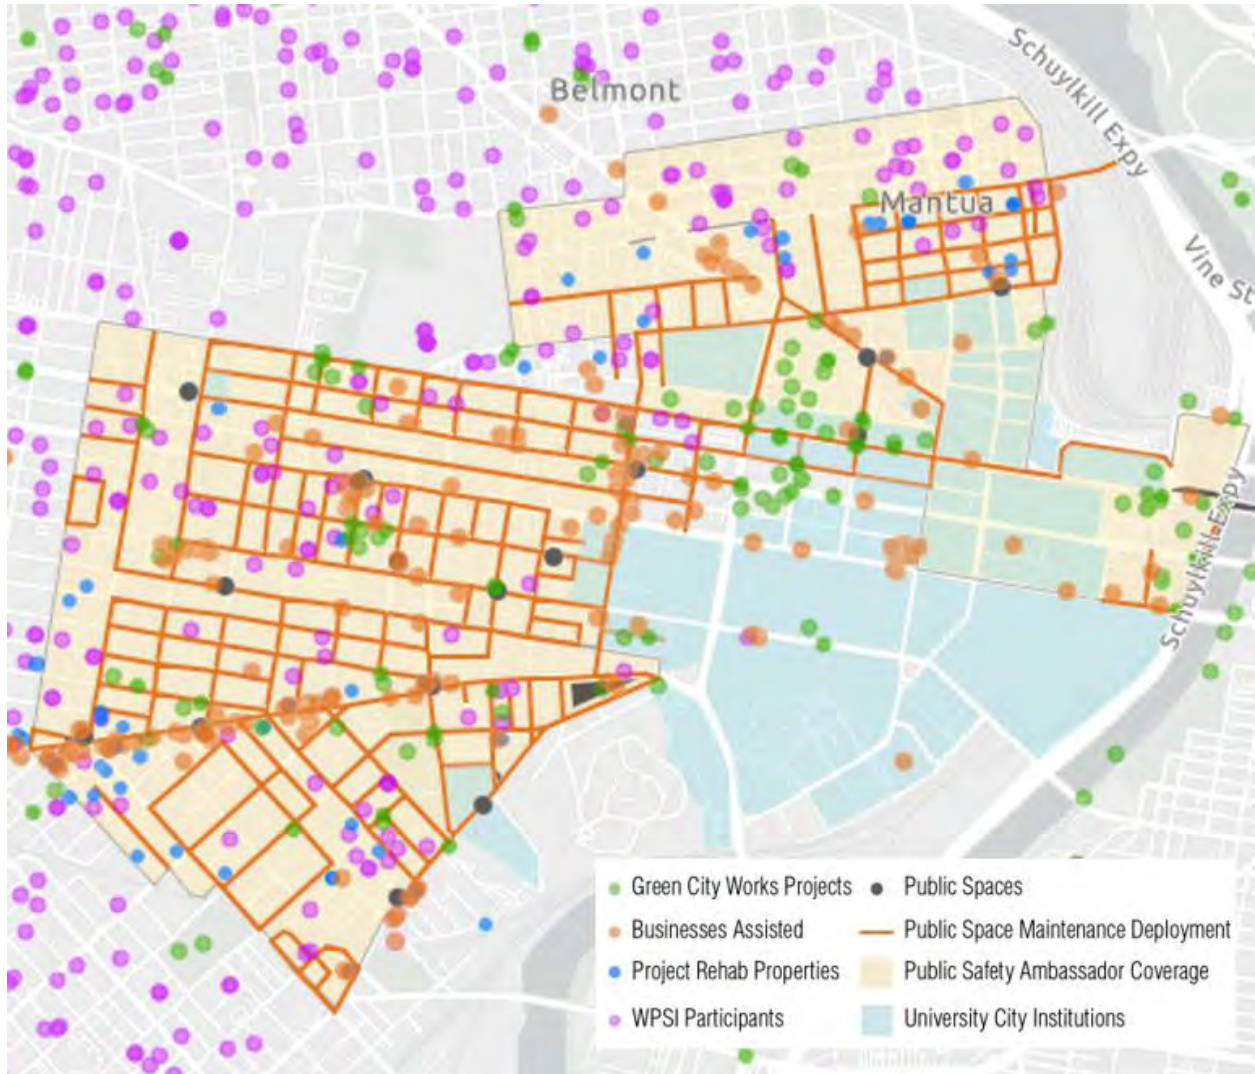 Schuylkill Expy
Belmont
Mantua
Vine St
Schuylkill Expy
Green City Works Projects
Businesses Assisted
Project Rehab Properties
WPSI Participants
Public Spaces
Public Space Maintenance Deployment
Public Safety Ambassador Coverage
University City Institutions